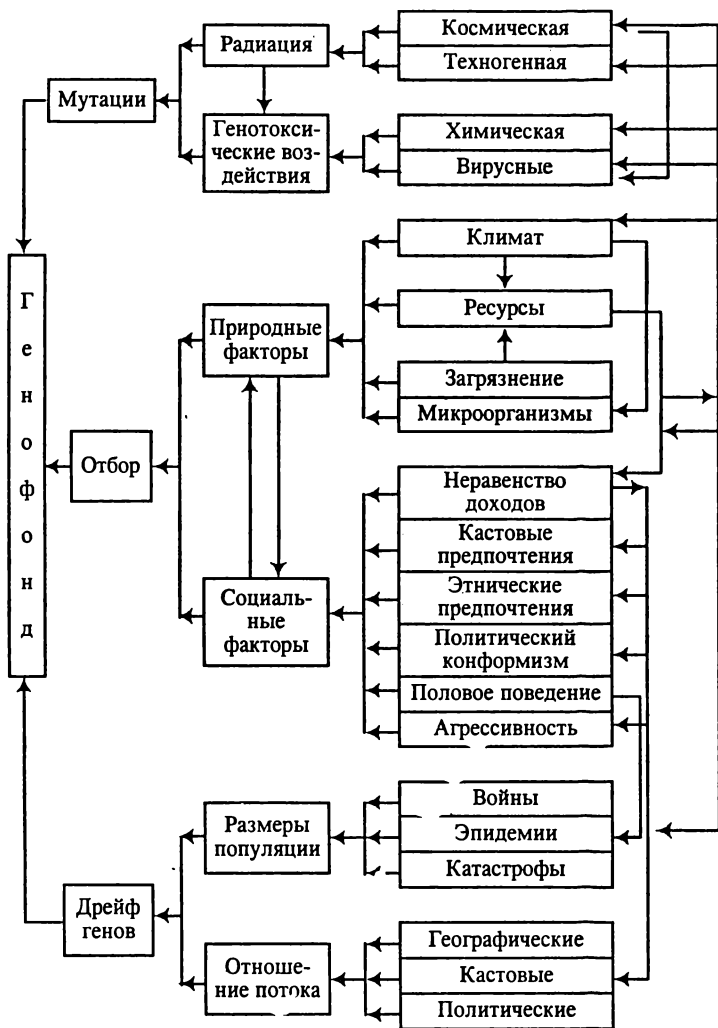 Космическая
Радиация
Техногенная
Мутации
Генотокси-
ческие воз-
действия
Химическая
Вирусные
Г
е
н
о
ф
о
н
д
Климат
Природные
факторы
Ресурсы
Загрязнение
Микроорганизмы
Отбор
Неравенство
доходов
Кастовые
предпочтения
Этнические
предпочтения
Социаль-
ные
факторы
Политический
конформизм
Половое поведение
Агрессивность
Войны
Размеры
популяции
Эпидемии
Катастрофы
Дрейф
генов
Географические
Отноше-
ние потока
Кастовые
Политические